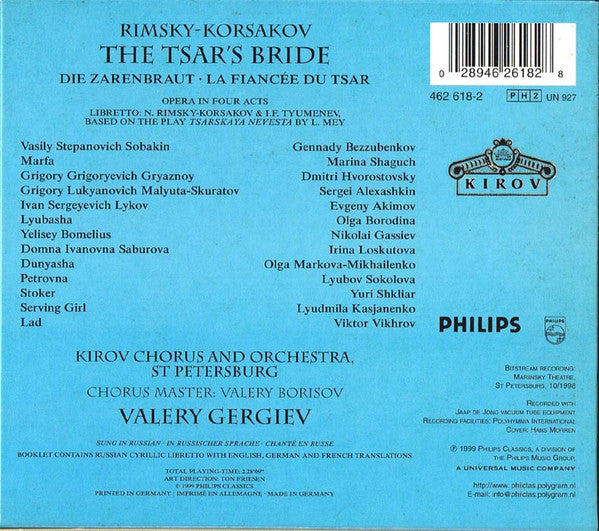 RIMSKY-KORSAKOV
THE TSAR'S BRIDE
DIE ZARENBRAUT · LA FIANCÉE DU TSAR
OPERA IN FOUR ACTS
LIBRETTO: N. RIMSKY-KORSAKOV & I.F. TYUMENEV,
BASED ON THE PLAY TSARSKAYA NEVESTA BY L. MEY
Vasily Stepanovich Sobakin Gennady Bezzubenkov
Marfa Marina Shaguch
Grigory Grigoryevich Gryaznoy Dmitri Hvorostovsky
Grigory Lukyanovich Malyuta-Skuratov Sergei Alexashkin
Ivan Sergeyevich Lykov Evgeny Akimov
Lyubasha Olga Borodina
Yelisey Bomelius Nikolai Gassiev
Domna Ivanovna Saburova Irina Loskutova
Dunyasha Olga Markova-Mikhailenko
Petrovna Lyubov Sokolova
Stoker Yuri Shkliar
Serving Girl Lyudmila Kasjanenko
Lad Viktor Vikhrov
KIROV CHORUS AND ORCHESTRA,
ST PETERSBURG
CHORUS MASTER: VALERY BORISOV
VALERY GERGIEV
SUNG IN RUSSIAN · IN RUSSISCHER SPRACHE · CHANTÉ EN RUSSE
BOOKLET CONTAINS RUSSIAN CYRILLIC LIBRETTO WITH ENGLISH, GERMAN AND FRENCH TRANSLATIONS
TOTAL PLAYING-TIME: 2.28'09"
ART DIRECTION: TON FRIESEN
© 1999 PHILIPS CLASSICS
PRINTED IN GERMANY | IMPRIMÉ EN ALLEMAGNE · MADE IN GERMANY
0 28946 26182 8
462 618-2 PH2 UN 927
KIROV
PHILIPS
PHILIPS
BITSTREAM RECORDING:
MARIINSKY THEATRE,
ST PETERSBURG, 10/1998
RECORDED WITH
JAAP DE JONG VACUUM TUBE EQUIPMENT
RECORDING FACILITIES: POLYHYMNIA INTERNATIONAL
COVER: HANS MORREN
℗ 1999 PHILIPS CLASSICS, A DIVISION OF
THE PHILIPS MUSIC GROUP,
A UNIVERSAL MUSIC COMPANY
http://www.philclas.polygram.nl
E-mail: info@philclas.polygram.nl